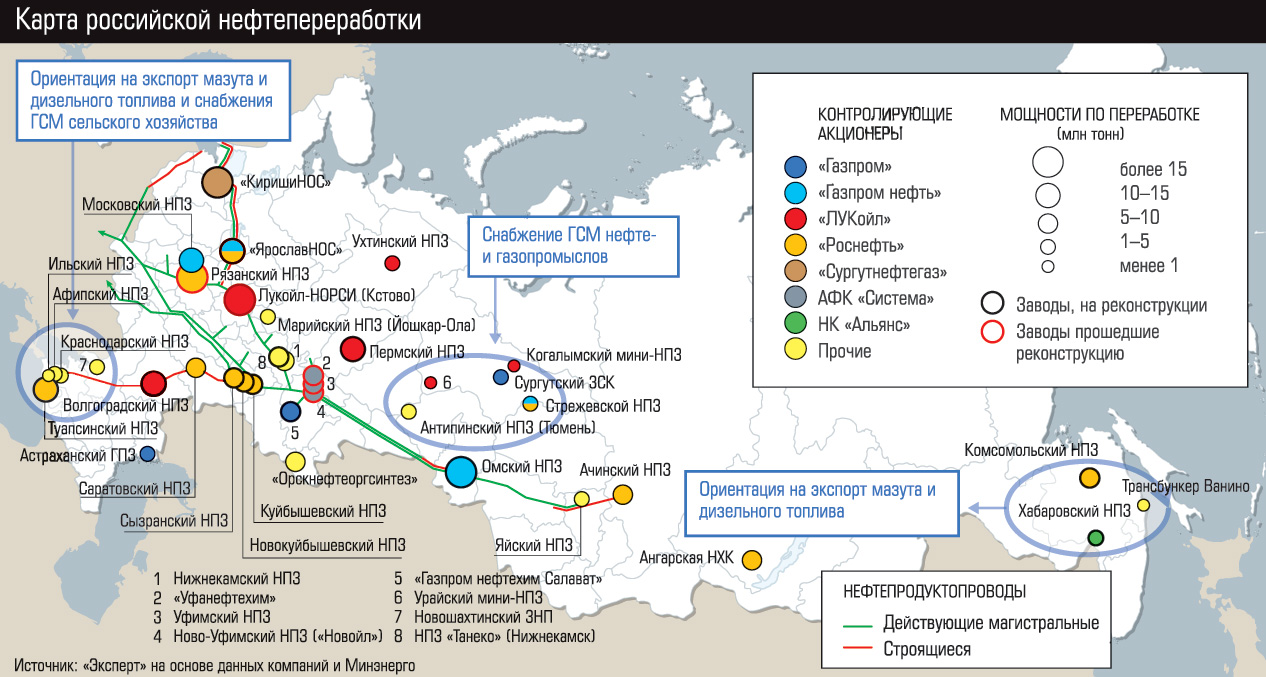 Карта российской нефтепереработки
Ориентация на экспорт мазута и
дизельного топлива и снабжения
ГСМ сельского хозяйства
«КиришиНОС»
Московский НПЗ
«ЯрославНОС»
Ухтинский НПЗ
Снабжение ГСМ нефте-
и газопромыслов
Ильский НПЗ
Рязанский НПЗ
Афипский НПЗ
Лукойл-НОРСИ (Кстово)
Марийский НПЗ (Йошкар-Ола)
Краснодарский НПЗ
Пермский НПЗ
Когалымский мини-НПЗ
7
8
1
2
3
4
5
6
Сургутский ЗСК
Стрежевской НПЗ
Волгоградский НПЗ
Туапсинский НПЗ
Антипинский НПЗ (Тюмень)
Астраханский ГПЗ
Саратовский НПЗ
«Орскнефтеоргсинтез»
Омский НПЗ
Ачинский НПЗ
Сызранский НПЗ
Куйбышевский НПЗ
Новокуйбышевский НПЗ
Яйский НПЗ
Ангарская НХК
Ориентация на экспорт мазута и
дизельного топлива
Комсомольский НПЗ
Трансбункер Ванино
Хабаровский НПЗ
КОНТРОЛИРУЮЩИЕ
АКЦИОНЕРЫ
«Газпром»
«Газпром нефть»
«ЛУКойл»
«Роснефть»
«Сургутнефтегаз»
АФК «Система»
НК «Альянс»
Прочие
МОЩНОСТИ ПО ПЕРЕРАБОТКЕ
(млн тонн)
более 15
10–15
5–10
1–5
менее 1
Заводы, на реконструкции
Заводы прошедшие
реконструкцию
НЕФТЕПРОДУКТОПРОВОДЫ
Действующие магистральные
Строящиеся
1 Нижнекамский НПЗ
2 «Уфанефтехим»
3 Уфимский НПЗ
4 Ново-Уфимский НПЗ («Новойл»)
5 «Газпром нефтехим Салават»
6 Урайский мини-НПЗ
7 Новошахтинский ЗНП
8 НПЗ «Танеко» (Нижнекамск)
Источник: «Эксперт» на основе данных компаний и Минэнерго